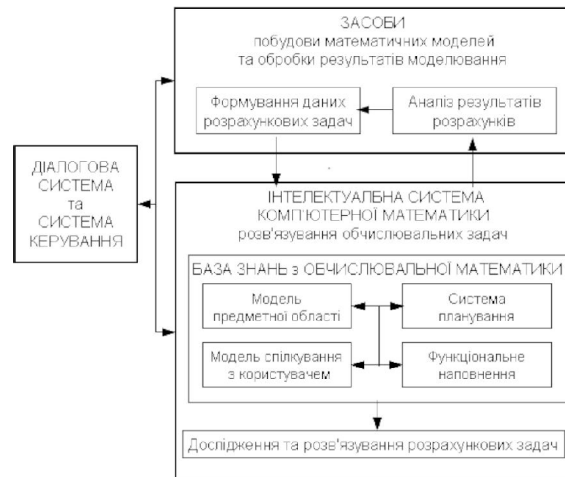 ЗАСОБИ
побудови математичних моделей
та обробки результатів моделювання
Формування даних
розрахункових задач
Аналіз результатів
розрахунків
ДІАЛОГОВА
СИСТЕМА
та
СИСТЕМА
КЕРУВАННЯ
ІНТЕЛЕКТУАЛБНА СИСТЕМА
КОМП'ЮТЕРНОЇ МАТЕМАТИКИ
розв'язування обчислювальних задач
БАЗА ЗНАНЬ з ОБЧИСЛЮВАЛЬНОЇ МАТЕМАТИКИ
Модель
предметної області
Система
планування
Модель спілкування
з користувачем
Функціональне
наповнення
Дослідження та розв'язування розрахункових задач